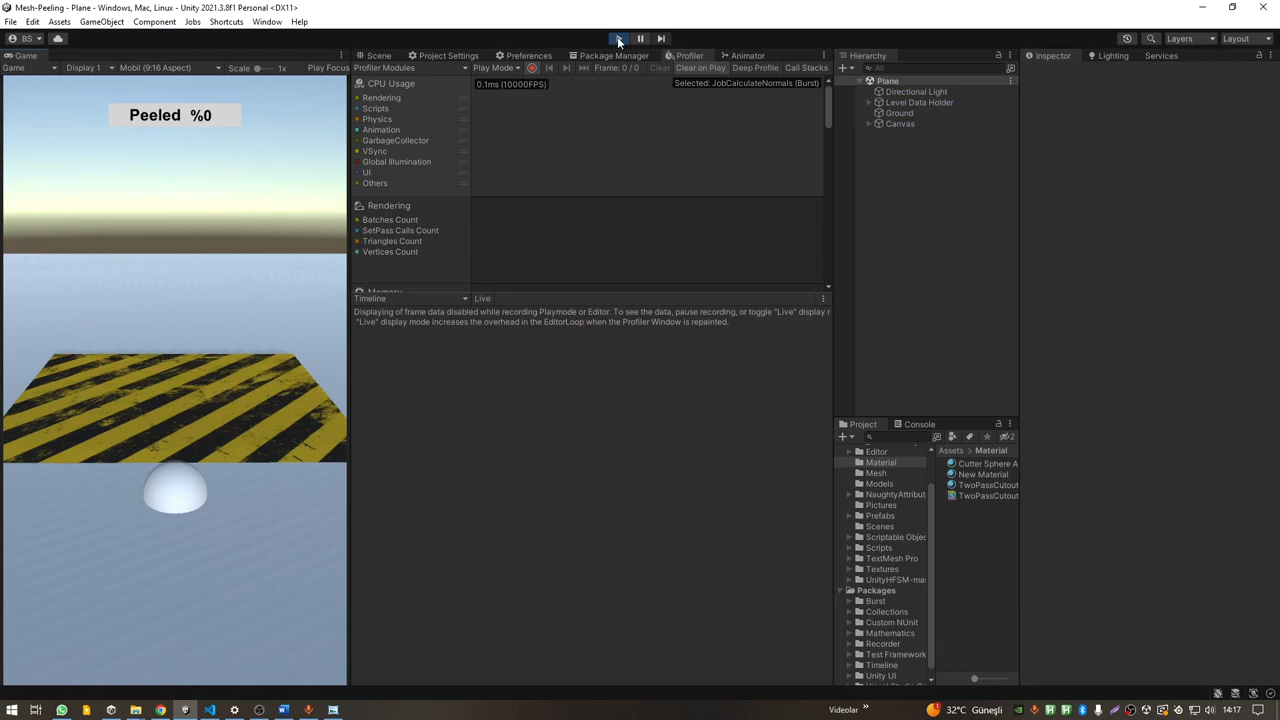 Mesh-Peeling - Plane - Windows, Mac, Linux - Unity 2021.3.8f1 Personal <DX11>
File Edit Assets GameObject Component Jobs Shortcuts Window Help
BS
Layers Layout
Game
Scene Project Settings Preferences Package Manager Profiler Animator
Hierarchy
Inspector Lighting Services
Game Display 1 Mobil (9:16 Aspect) Scale 1x Play Focus
Profiler Modules Play Mode Frame: 0 / 0 Clear Clear on Play Deep Profile Call Stacks
All
CPU Usage
0.1ms (10000FPS)
Selected: JobCalculateNormals (Burst)
Rendering
Scripts
Physics
Animation
GarbageCollector
VSync
Global Illumination
UI
Others
Rendering
Batches Count
SetPass Calls Count
Triangles Count
Vertices Count
Memory
Timeline Live
Displaying of frame data disabled while recording Playmode or Editor. To see the data, pause recording, or toggle "Live" display r
"Live" display mode increases the overhead in the EditorLoop when the Profiler Window is repainted.
Peeled %0
Plane
Directional Light
Level Data Holder
Ground
Canvas
Project Console
2
Editor
Material
Mesh
Models
NaughtyAttribut
Pictures
Prefabs
Scenes
Scriptable Objec
Scripts
TextMesh Pro
Textures
UnityHFSM-mas
Packages
Burst
Collections
Custom NUnit
Mathematics
Recorder
Test Framework
Timeline
Unity UI
Assets Material
Cutter Sphere A
New Material
TwoPassCutout
TwoPassCutout
Videolar
32°C Güneşli
14:17